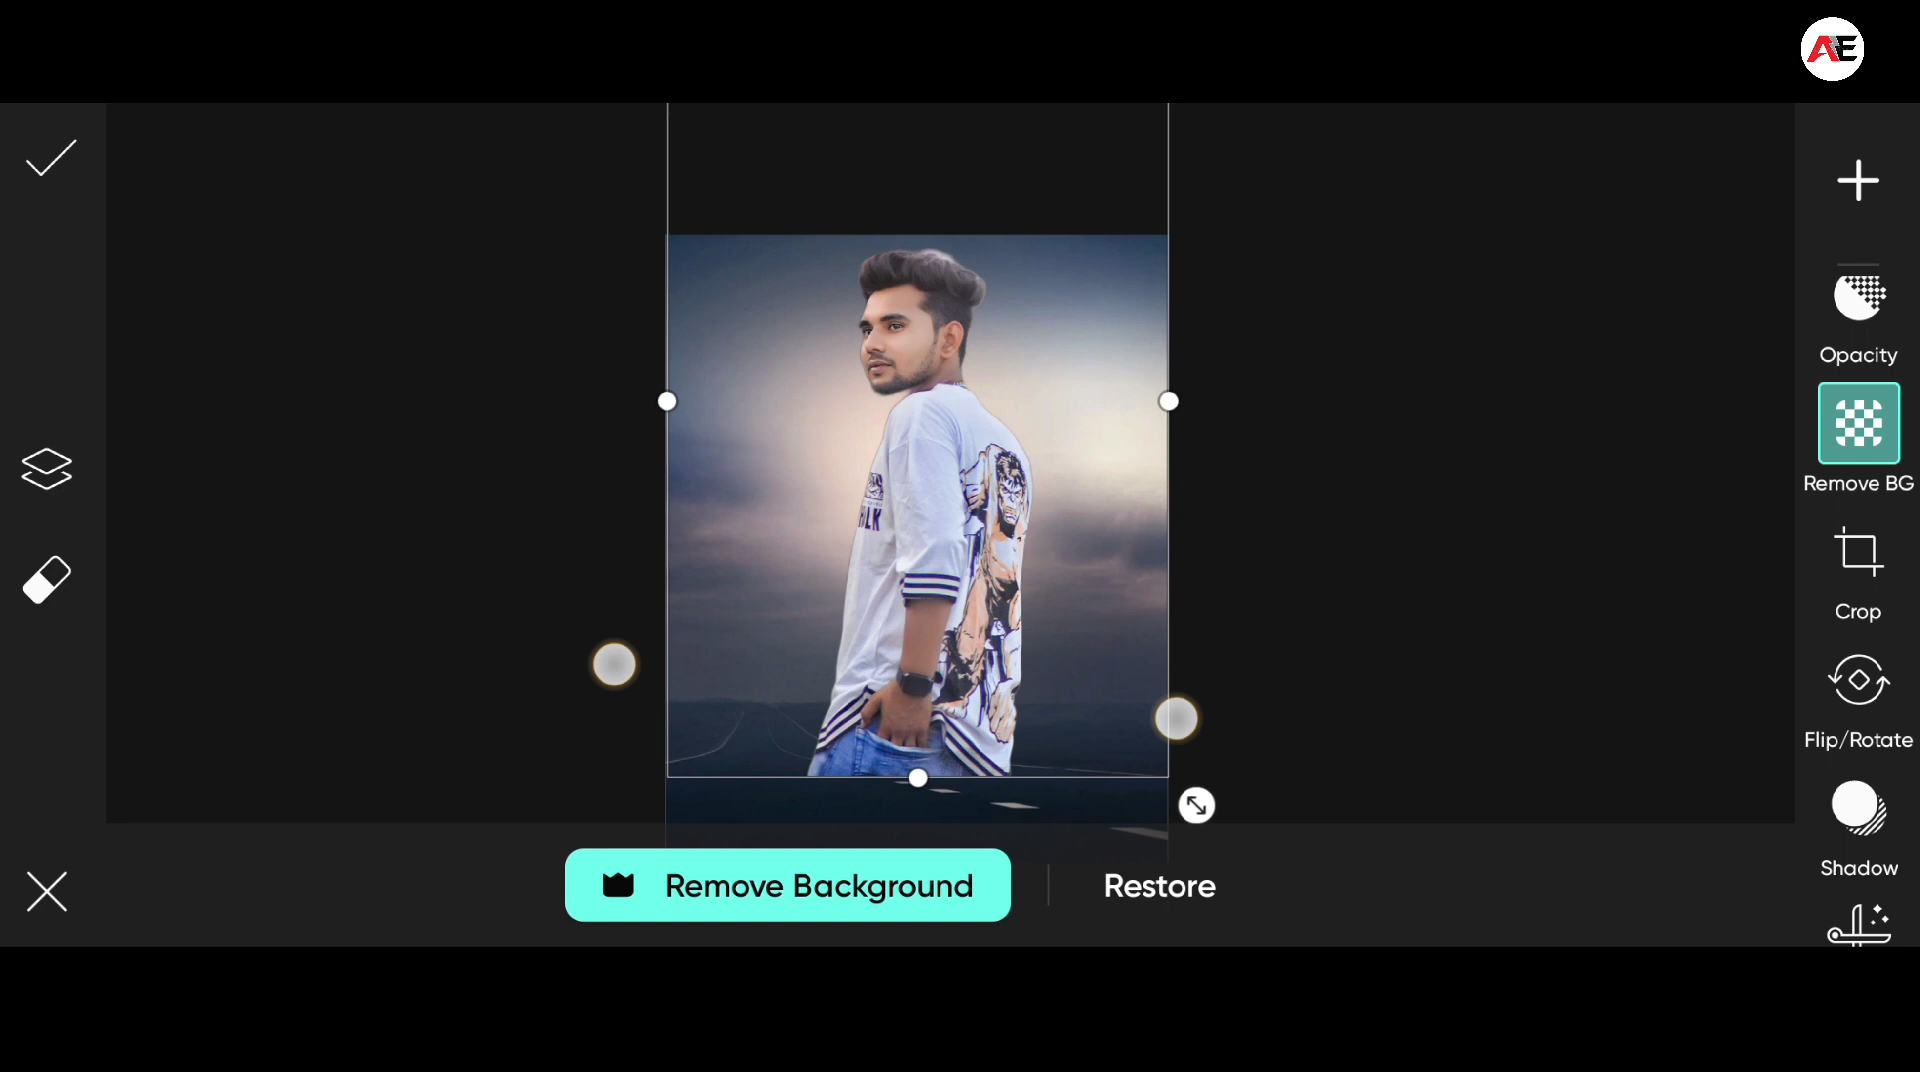 AE
Opacity
Remove BG
Crop
Flip/Rotate
Shadow
Remove Background
Restore